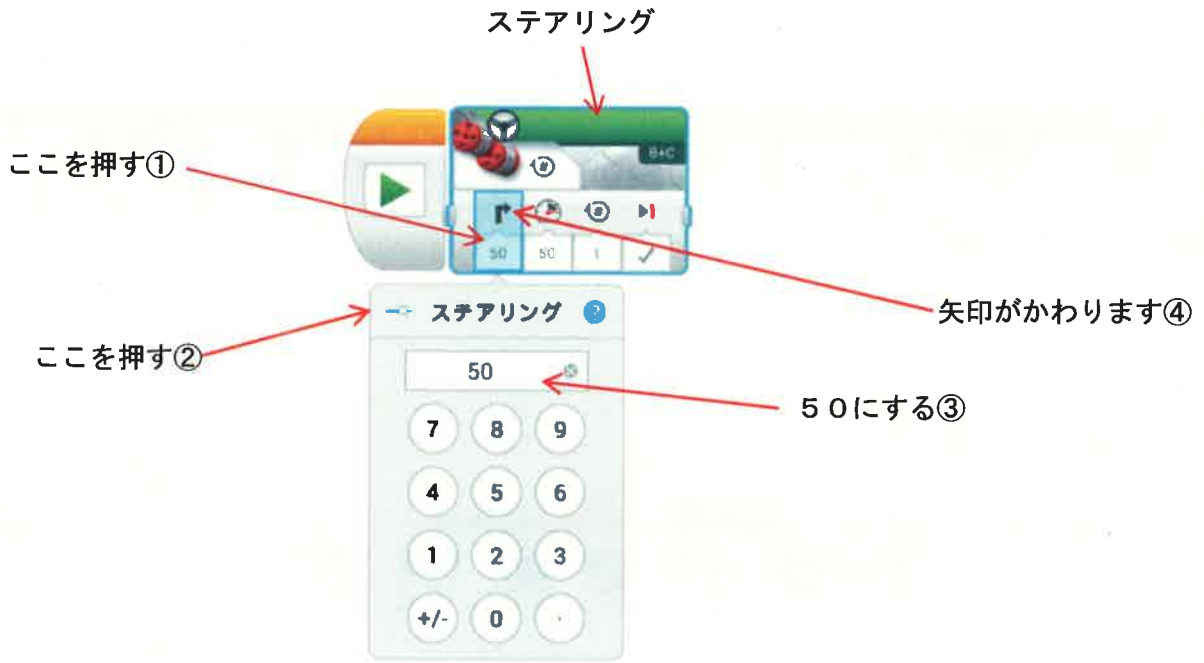 ステアリング
ここを押す①
B+C
50 50 1
矢印がかわります④
ステアリング ?
ここを押す②
50
５０にする③
7 8 9
4 5 6
1 2 3
+/- 0 .